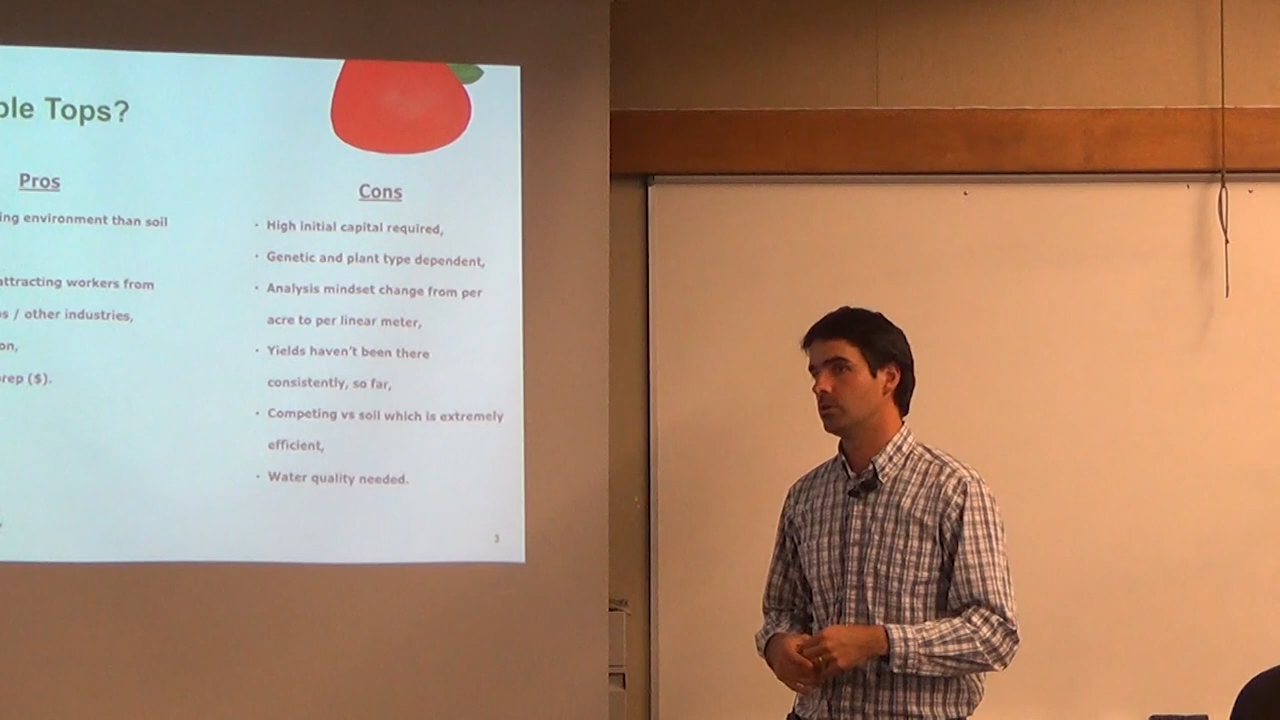 ple Tops?
Pros
ing environment than soil
attracting workers from
s / other industries,
on,
rep ($).
Cons
· High initial capital required,
· Genetic and plant type dependent,
· Analysis mindset change from per
acre to per linear meter,
· Yields haven't been there
consistently, so far,
· Competing vs soil which is extremely
efficient,
· Water quality needed.
3